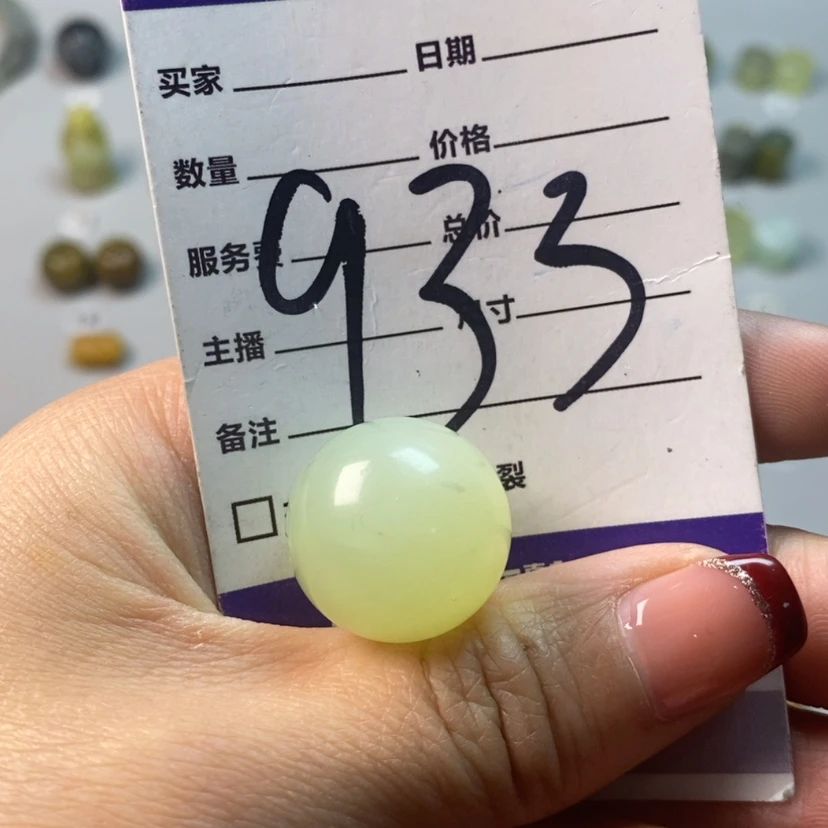 买家 日期
数量 价格
服务费 总价
主播 尺寸
备注
933
裂